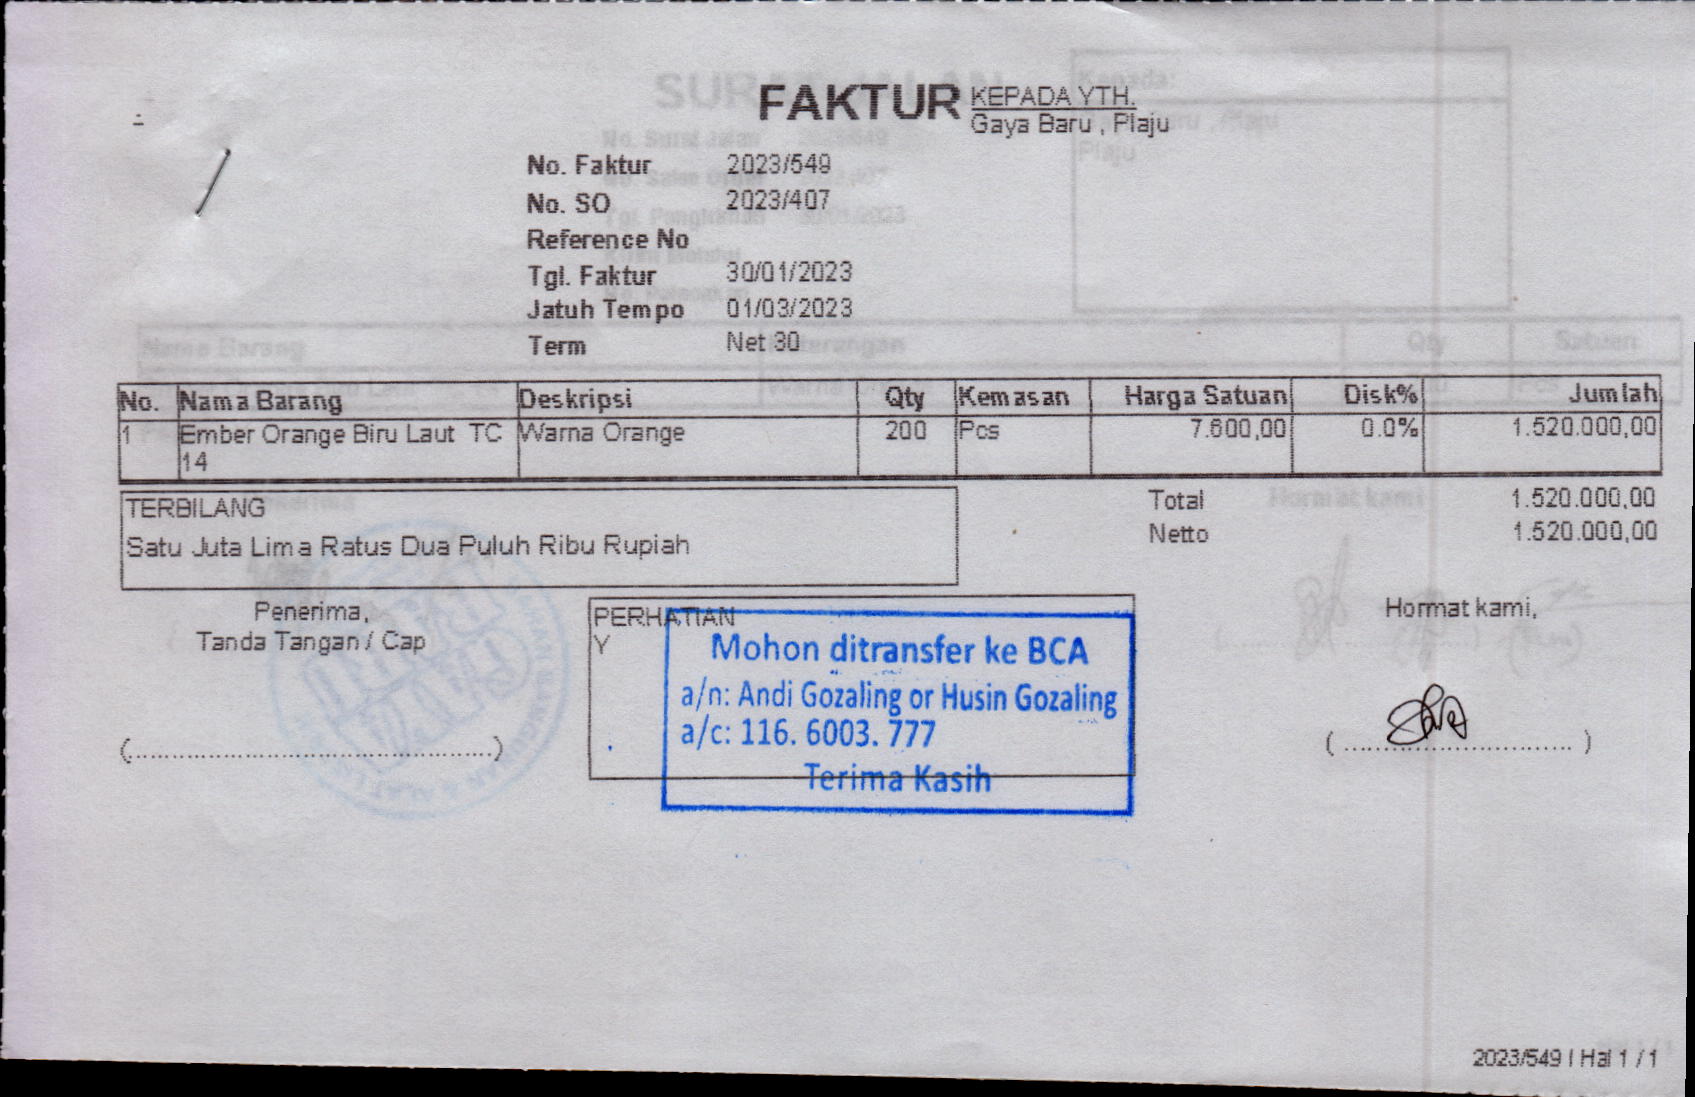 FAKTUR
KEPADA YTH.
Gaya Baru , Plaju
No. Faktur 2023/549
No. SO 2023/407
Reference No
Tgl. Faktur 30/01/2023
Jatuh Tempo 01/03/2023
Term Net 30
No. Nama Barang Deskripsi Qty Kemasan Harga Satuan Disk% Jumlah
1 Ember Orange Biru Laut TC Warna Orange 200 Pcs 7.600,00 0.0% 1.520.000,00
14
TERBILANG
Satu Juta Lima Ratus Dua Puluh Ribu Rupiah
Total 1.520.000,00
Netto 1.520.000,00
Penerima,
Tanda Tangan / Cap
(..........................................)
PERHATIAN
Y
Mohon ditransfer ke BCA
a/n: Andi Gozaling or Husin Gozaling
a/c: 116. 6003. 777
Terima Kasih
Hormat kami,
( .............................. )
2023/549 | Hal 1 / 1